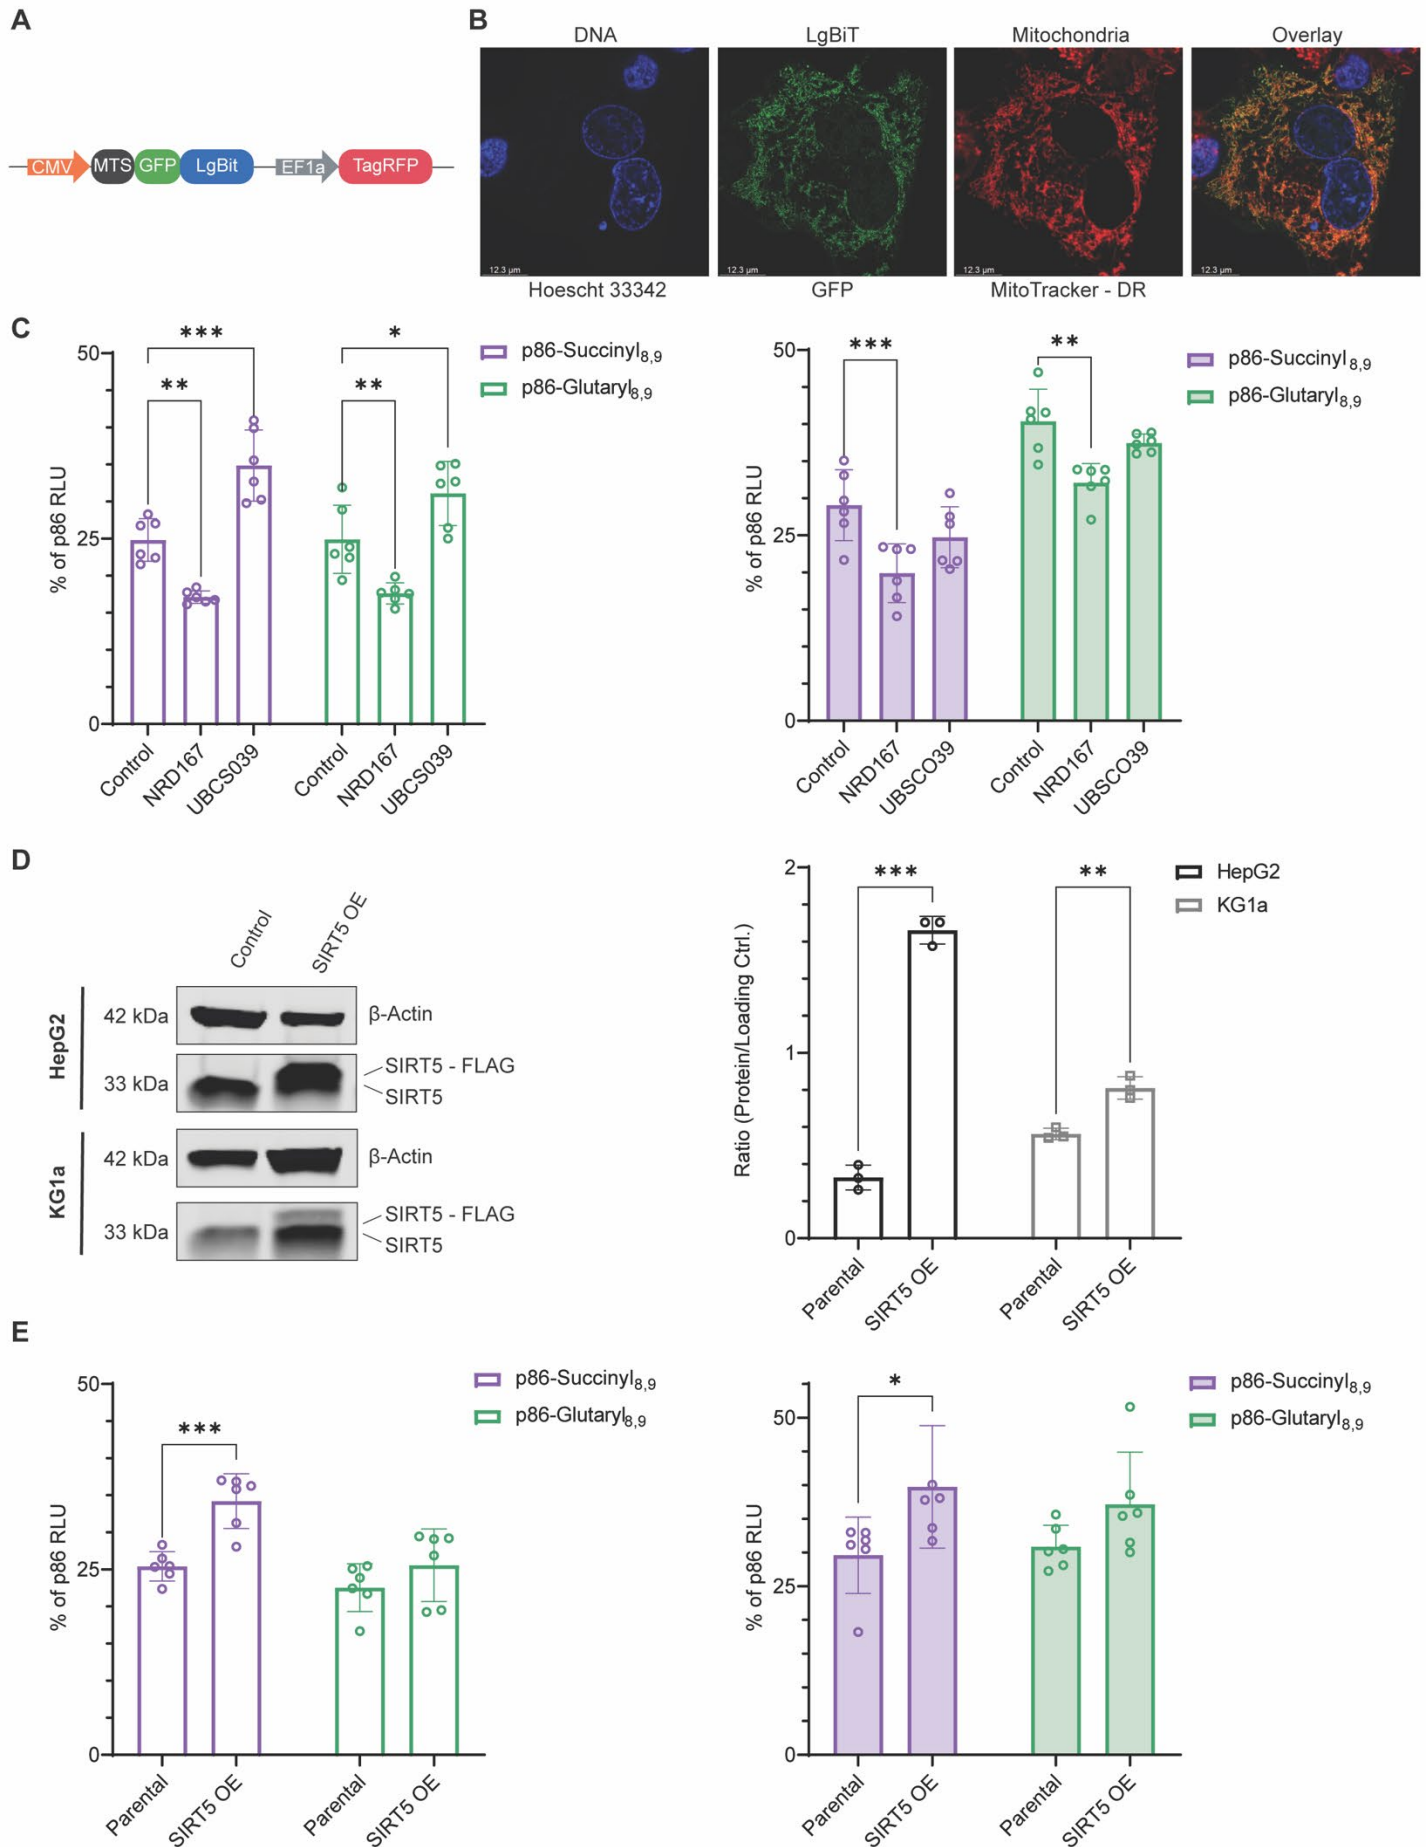 A
CMV MTS GFP LgBit EF1a TagRFP
B
DNA LgBiT Mitochondria Overlay
12.3 µm 12.3 µm 12.3 µm 12.3 µm
Hoescht 33342 GFP MitoTracker - DR
C
% of p86 RLU
50
25
0
*** ** * **
p86-Succinyl8,9
p86-Glutaryl8,9
Control NRD167 UBCS039 Control NRD167 UBCS039
% of p86 RLU
50
25
0
*** **
p86-Succinyl8,9
p86-Glutaryl8,9
Control NRD167 UBSCO39 Control NRD167 UBSCO39
D
Control SIRT5 OE
HepG2
42 kDa β-Actin
33 kDa SIRT5 - FLAG
SIRT5
KG1a
42 kDa β-Actin
33 kDa SIRT5 - FLAG
SIRT5
Ratio (Protein/Loading Ctrl.)
2
1
0
*** **
HepG2
KG1a
Parental SIRT5 OE Parental SIRT5 OE
E
% of p86 RLU
50
25
0
***
p86-Succinyl8,9
p86-Glutaryl8,9
Parental SIRT5 OE Parental SIRT5 OE
% of p86 RLU
50
25
0
*
p86-Succinyl8,9
p86-Glutaryl8,9
Parental SIRT5 OE Parental SIRT5 OE